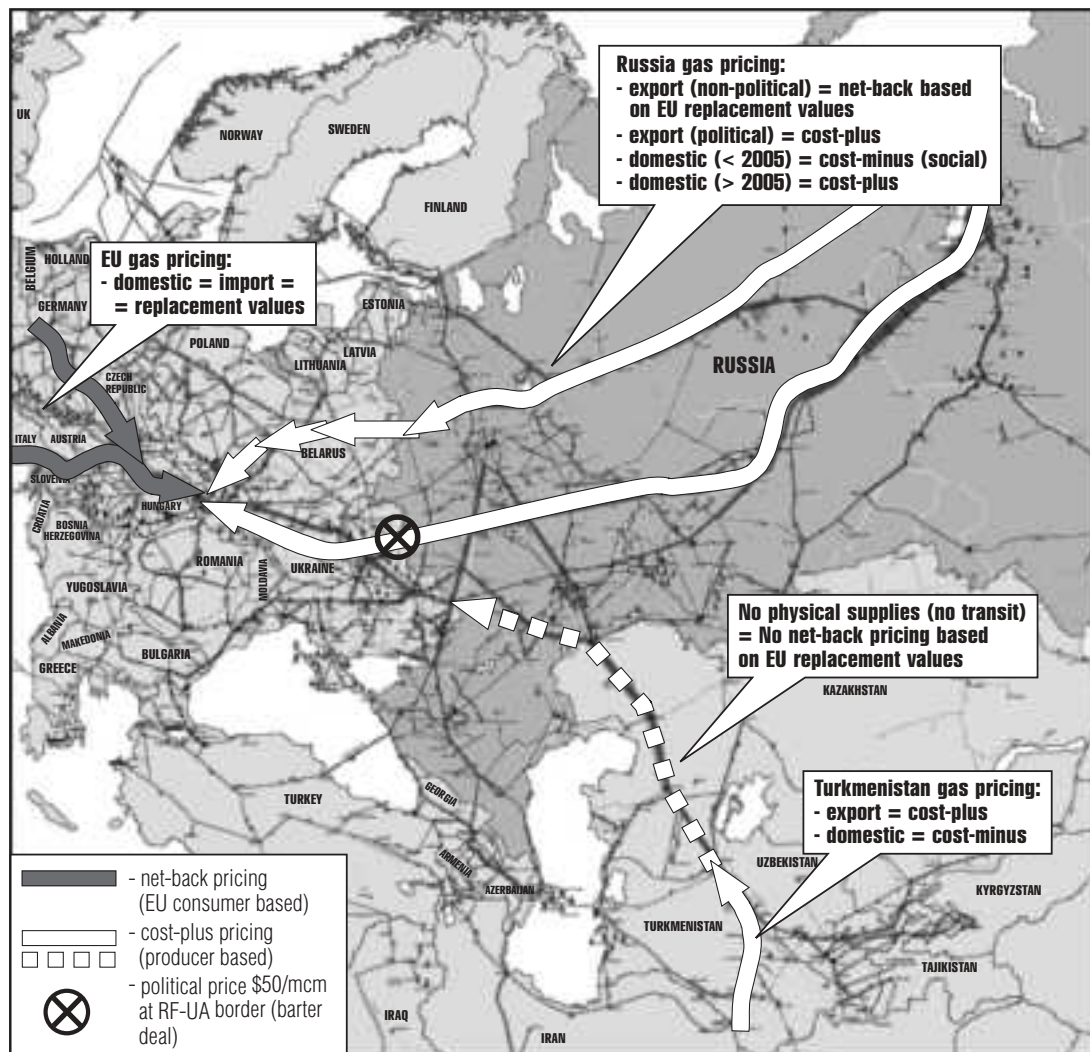 Russia gas pricing:
- export (non-political) = net-back based
on EU replacement values
- export (political) = cost-plus
- domestic (< 2005) = cost-minus (social)
- domestic (> 2005) = cost-plus
UK
NORWAY
SWEDEN
FINLAND
EU gas pricing:
- domestic = import =
= replacement values
BELGIUM
HOLLAND
GERMANY
ESTONIA
LATVIA
LITHUANIA
POLAND
CZECH
REPUBLIC
RUSSIA
BELARUS
ITALY
AUSTRIA
SLOVENIA
HUNGARY
CROATIA
BOSNIA
HERZEGOVINA
ROMANIA
MOLDAVIA
UKRAINE
YUGOSLAVIA
ALBANIA
MAKEDONIA
BULGARIA
GREECE
No physical supplies (no transit)
= No net-back pricing based
on EU replacement values
KAZAKHSTAN
Turkmenistan gas pricing:
- export = cost-plus
- domestic = cost-minus
TURKEY
GEORGIA
ARMENIA
AZERBAIJAN
UZBEKISTAN
KYRGYZSTAN
TURKMENISTAN
TAJIKISTAN
IRAQ
IRAN
- net-back pricing
(EU consumer based)
- cost-plus pricing
(producer based)
- political price $50/mcm
at RF-UA border (barter
deal)